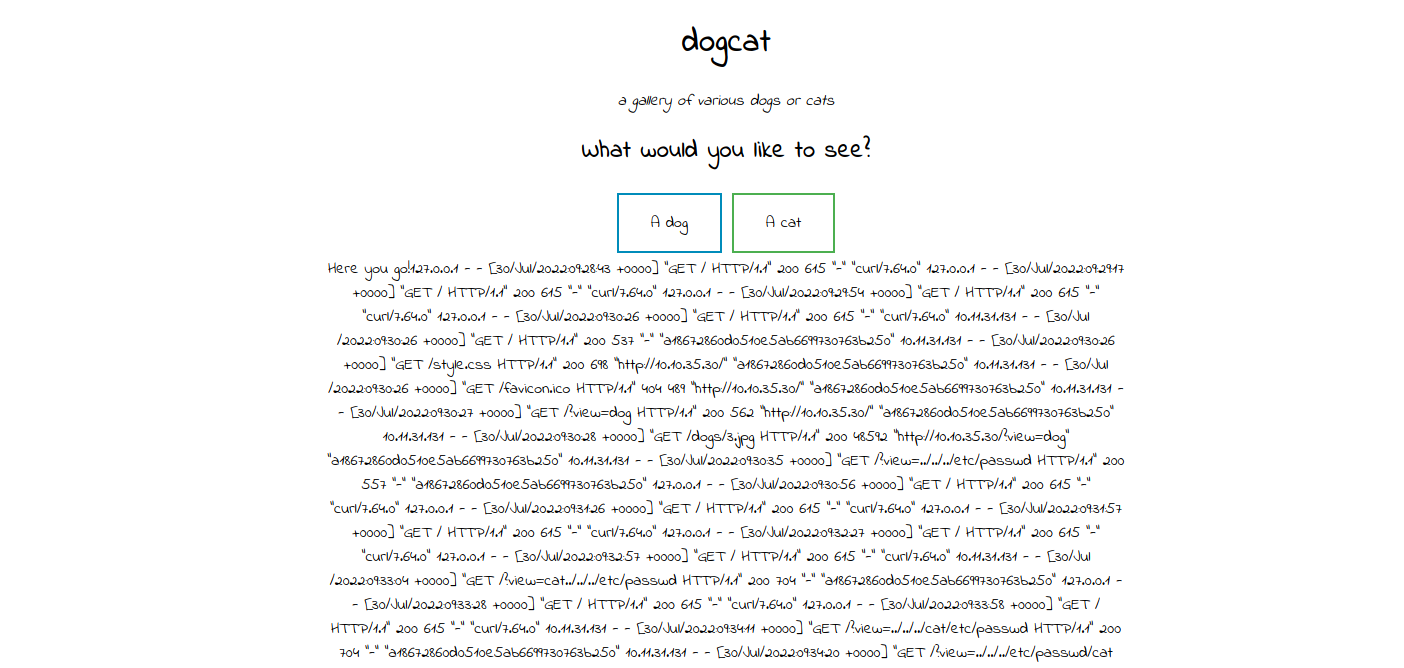 dogcat
a gallery of various dogs or cats
What would you like to see?
A dog
A cat
Here you go!127.0.0.1 - - [30/Jul/2022:09:28:43 +0000] "GET / HTTP/1.1" 200 615 "-" "curl/7.64.0" 127.0.0.1 - - [30/Jul/2022:09:29:17
+0000] "GET / HTTP/1.1" 200 615 "-" "curl/7.64.0" 127.0.0.1 - - [30/Jul/2022:09:29:54 +0000] "GET / HTTP/1.1" 200 615 "-"
"curl/7.64.0" 127.0.0.1 - - [30/Jul/2022:09:30:26 +0000] "GET / HTTP/1.1" 200 615 "-" "curl/7.64.0" 10.11.31.131 - - [30/Jul
/2022:09:30:26 +0000] "GET / HTTP/1.1" 200 537 "-" "a18672860d0510e5ab6699730763b250" 10.11.31.131 - - [30/Jul/2022:09:30:26
+0000] "GET /style.css HTTP/1.1" 200 698 "http://10.10.35.30/" "a18672860d0510e5ab6699730763b250" 10.11.31.131 - - [30/Jul
/2022:09:30:26 +0000] "GET /favicon.ico HTTP/1.1" 404 489 "http://10.10.35.30/" "a18672860d0510e5ab6699730763b250" 10.11.31.131 -
- [30/Jul/2022:09:30:27 +0000] "GET /?view=dog HTTP/1.1" 200 562 "http://10.10.35.30/" "a18672860d0510e5ab6699730763b250"
10.11.31.131 - - [30/Jul/2022:09:30:28 +0000] "GET /dogs/3.jpg HTTP/1.1" 200 48592 "http://10.10.35.30/?view=dog"
"a18672860d0510e5ab6699730763b250" 10.11.31.131 - - [30/Jul/2022:09:30:35 +0000] "GET /?view=../../../etc/passwd HTTP/1.1" 200
557 "-" "a18672860d0510e5ab6699730763b250" 127.0.0.1 - - [30/Jul/2022:09:30:56 +0000] "GET / HTTP/1.1" 200 615 "-"
"curl/7.64.0" 127.0.0.1 - - [30/Jul/2022:09:31:26 +0000] "GET / HTTP/1.1" 200 615 "-" "curl/7.64.0" 127.0.0.1 - - [30/Jul/2022:09:31:57
+0000] "GET / HTTP/1.1" 200 615 "-" "curl/7.64.0" 127.0.0.1 - - [30/Jul/2022:09:32:27 +0000] "GET / HTTP/1.1" 200 615 "-"
"curl/7.64.0" 127.0.0.1 - - [30/Jul/2022:09:32:57 +0000] "GET / HTTP/1.1" 200 615 "-" "curl/7.64.0" 10.11.31.131 - - [30/Jul
/2022:09:33:04 +0000] "GET /?view=cat../../../etc/passwd HTTP/1.1" 200 704 "-" "a18672860d0510e5ab6699730763b250" 127.0.0.1 -
- [30/Jul/2022:09:33:28 +0000] "GET / HTTP/1.1" 200 615 "-" "curl/7.64.0" 127.0.0.1 - - [30/Jul/2022:09:33:58 +0000] "GET /
HTTP/1.1" 200 615 "-" "curl/7.64.0" 10.11.31.131 - - [30/Jul/2022:09:34:11 +0000] "GET /?view=../../../cat/etc/passwd HTTP/1.1" 200
704 "-" "a18672860d0510e5ab6699730763b250" 10.11.31.131 - - [30/Jul/2022:09:34:20 +0000] "GET /?view=../../../etc/passwd/cat